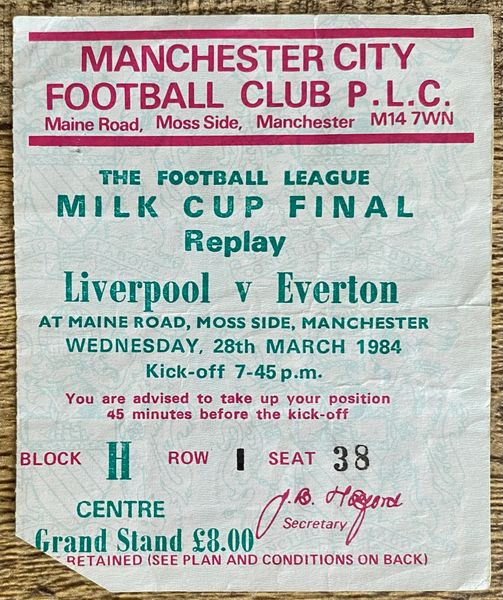 MANCHESTER CITY
FOOTBALL CLUB P.L.C.
Maine Road, Moss Side, Manchester M14 7WN
THE FOOTBALL LEAGUE
MILK CUP FINAL
Replay
Liverpool v Everton
AT MAINE ROAD, MOSS SIDE, MANCHESTER
WEDNESDAY, 28th MARCH 1984
Kick-off 7-45 p.m.
You are advised to take up your position
45 minutes before the kick-off
BLOCK H ROW 1 SEAT 38
CENTRE
Secretary
Grand Stand £8.00
RETAINED (SEE PLAN AND CONDITIONS ON BACK)